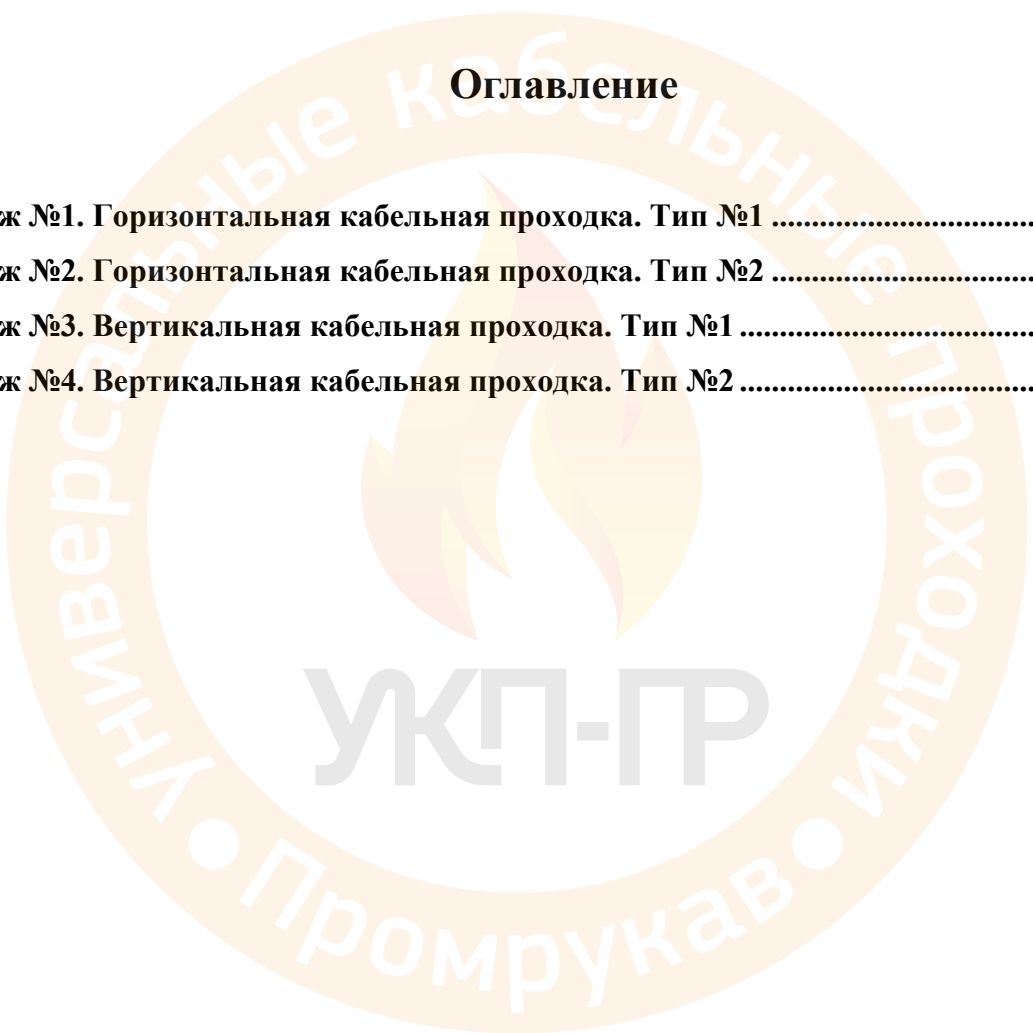 Оглавление
ж №1. Горизонтальная кабельная проходка. Тип №1 ....................................
ж №2. Горизонтальная кабельная проходка. Тип №2 ....................................
ж №3. Вертикальная кабельная проходка. Тип №1 ........................................
ж №4. Вертикальная кабельная проходка. Тип №2 ........................................
Универсальные кабельные проходки
УКП-ПР
Промрукав